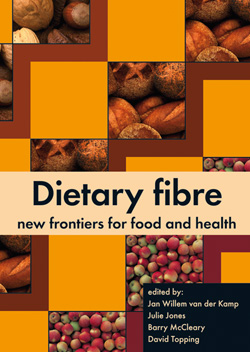 Dietary fibre
new frontiers for food and health
edited by:
Jan Willem van der Kamp
Julie Jones
Barry McCleary
David Topping